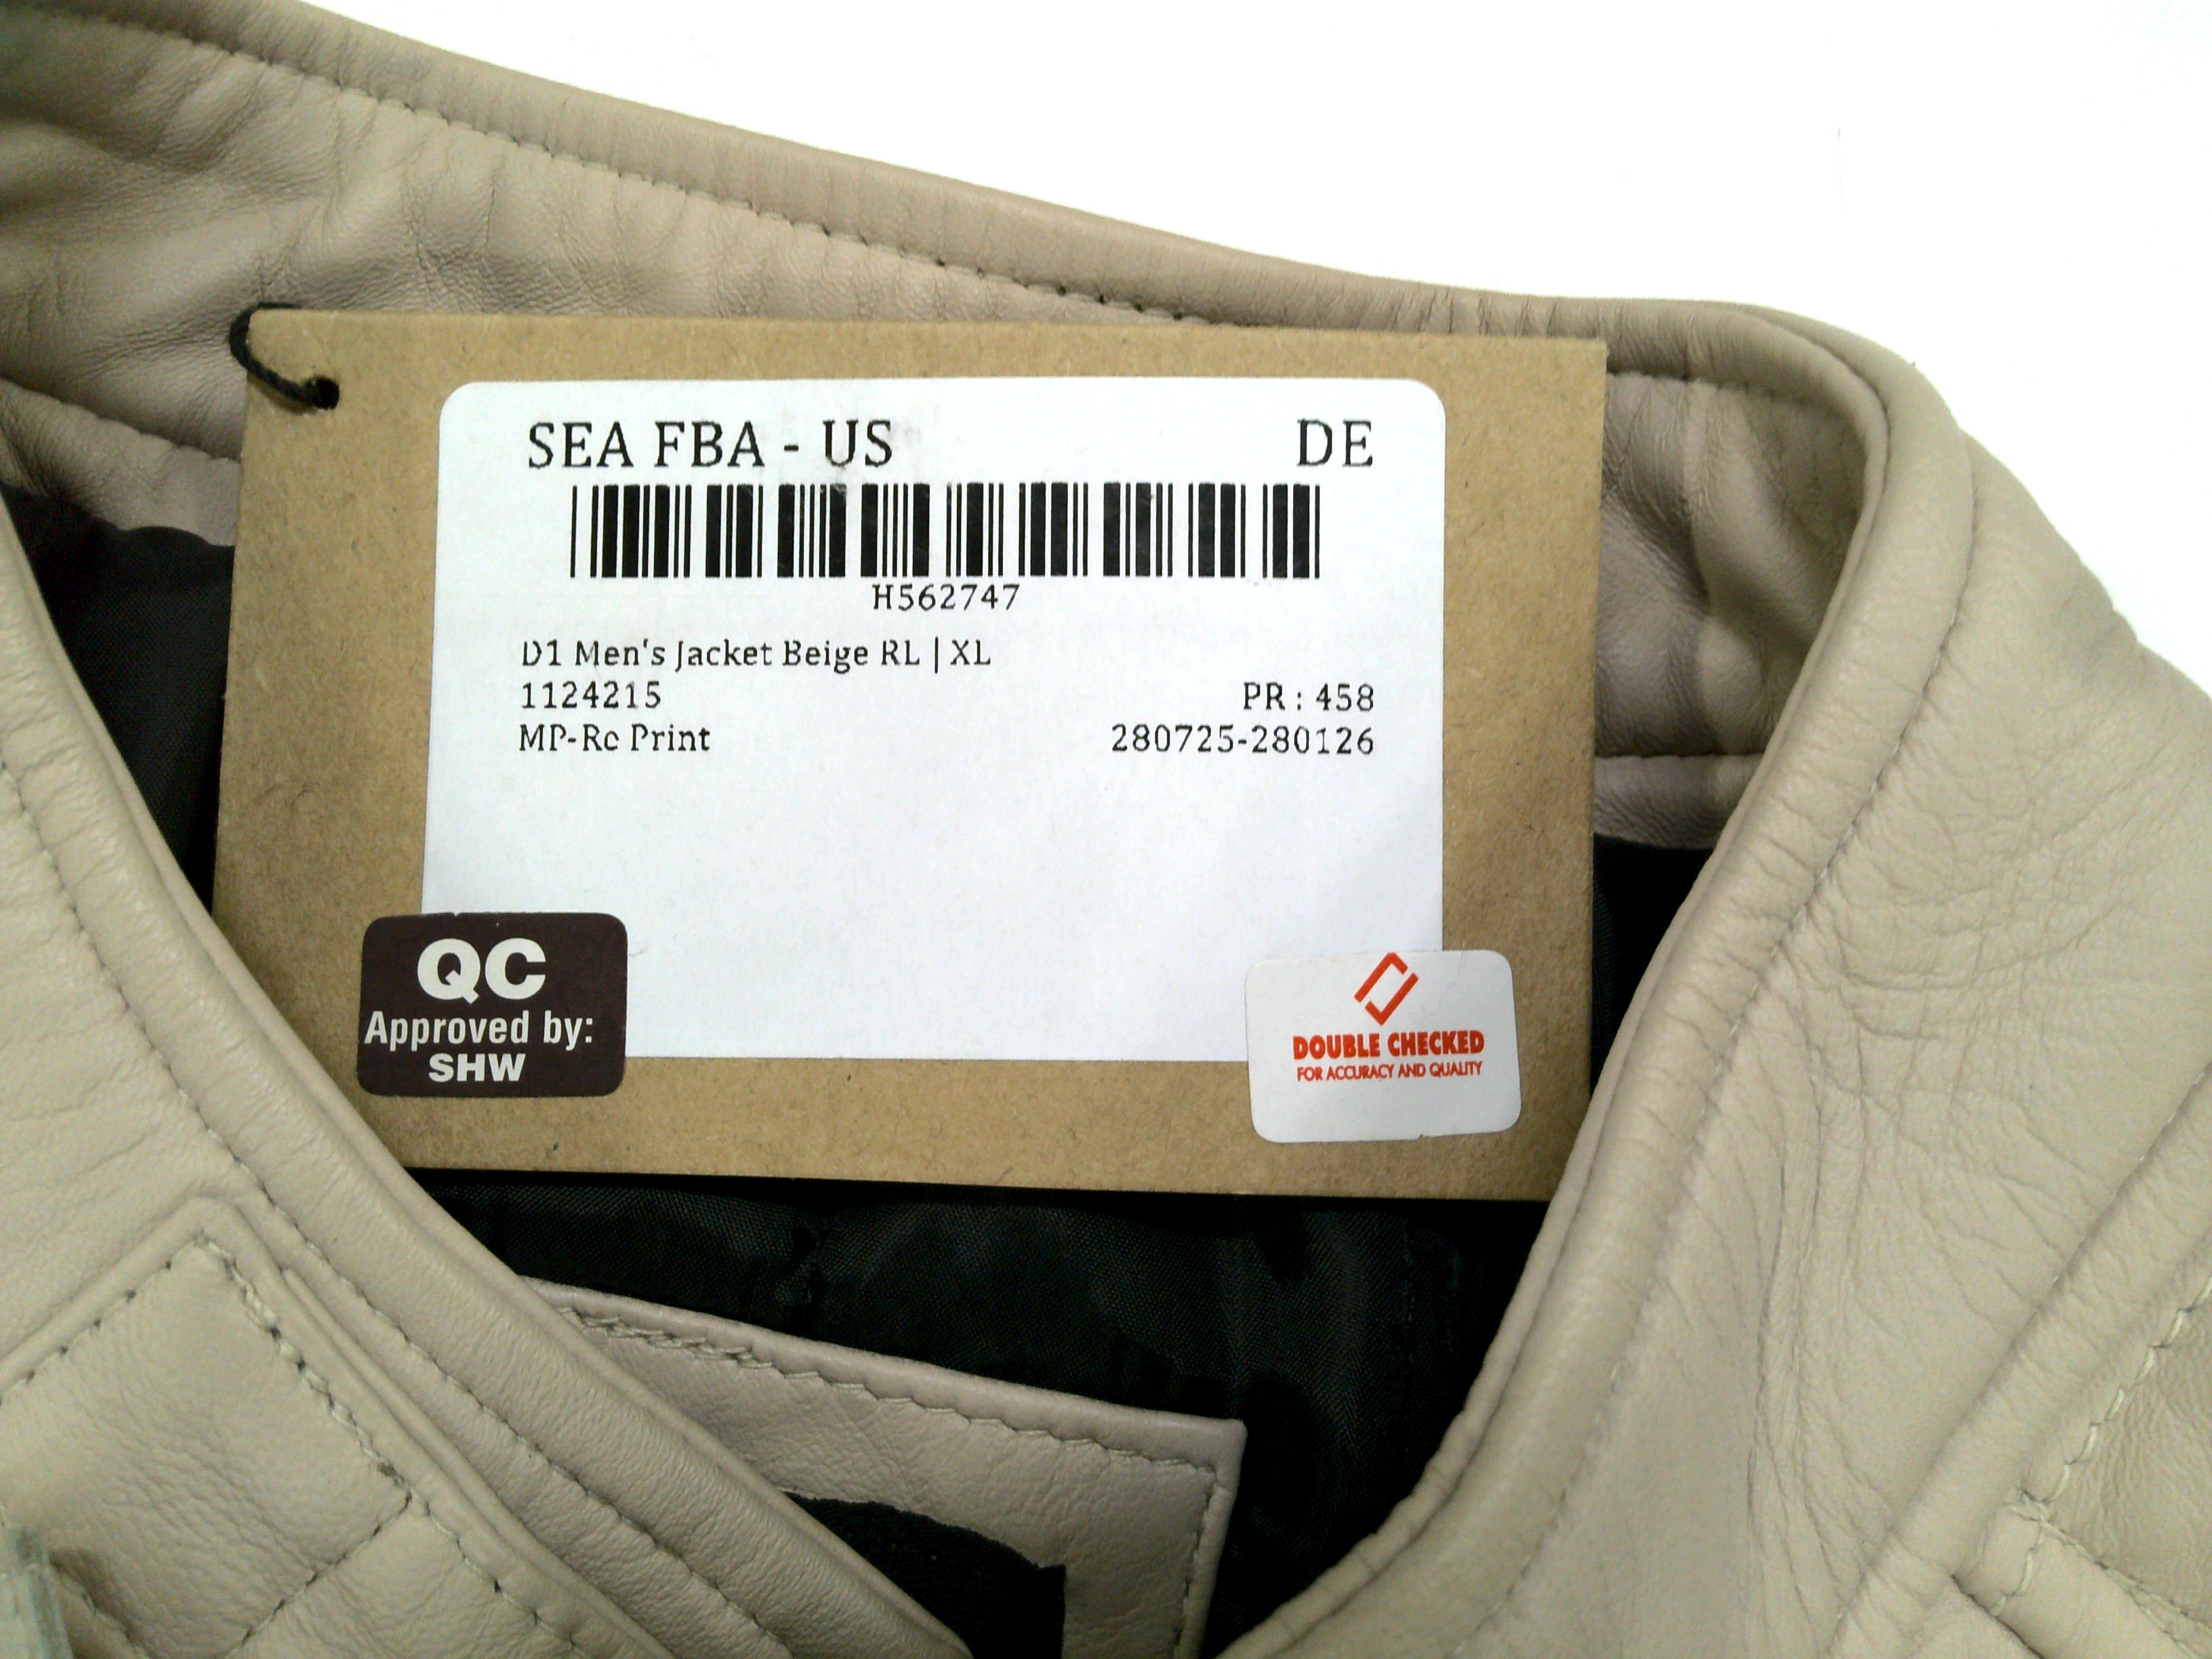 SEA FBA - US DE
H562747
D1 Men's Jacket Beige RL | XL
1124215 PR : 458
MP-Rc Print 280725-280126
QC
Approved by:
SHW
DOUBLE CHECKED
FOR ACCURACY AND QUALITY